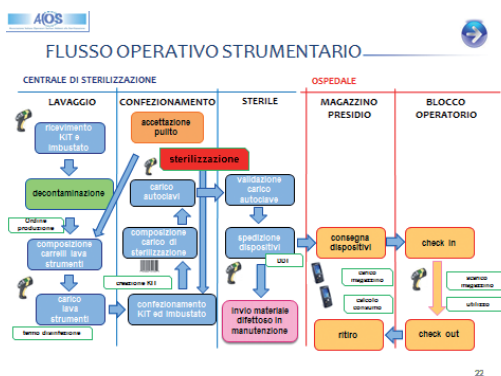 AIOS
FLUSSO OPERATIVO STRUMENTARIO
CENTRALE DI STERILIZZAZIONE
OSPEDALE
LAVAGGIO
CONFEZIONAMENTO
STERILE
MAGAZZINO
PRESIDIO
BLOCCO
OPERATORIO
ricevimento
KIT e
imbustato
accettazione
pulito
sterilizzazione
decontaminazione
carico
autoclavi
validazione
carico
autoclave
Ordine
produzione
composizione
carrelli lava
strumenti
composizione
carico di
sterilizzazione
spedizione
dispositivi
DDT
consegna
dispositivi
check in
creazione KIT
carico
magazzino
scarico
magazzino
carico
lava
strumenti
confezionamento
KIT ed imbustato
invio materiale
difettoso in
manutenzione
calcolo
consumo
utilizzo
ritiro
check out
termo disinfezione
22